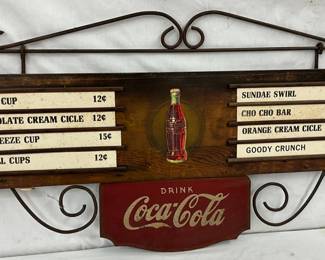 CUP 12¢
OLATE CREAM CICLE 12¢
EEZE CUP 15¢
L CUPS 12¢
SUNDAE SWIRL
CHO CHO BAR
ORANGE CREAM CICLE
GOODY CRUNCH
DRINK
Coca-Cola